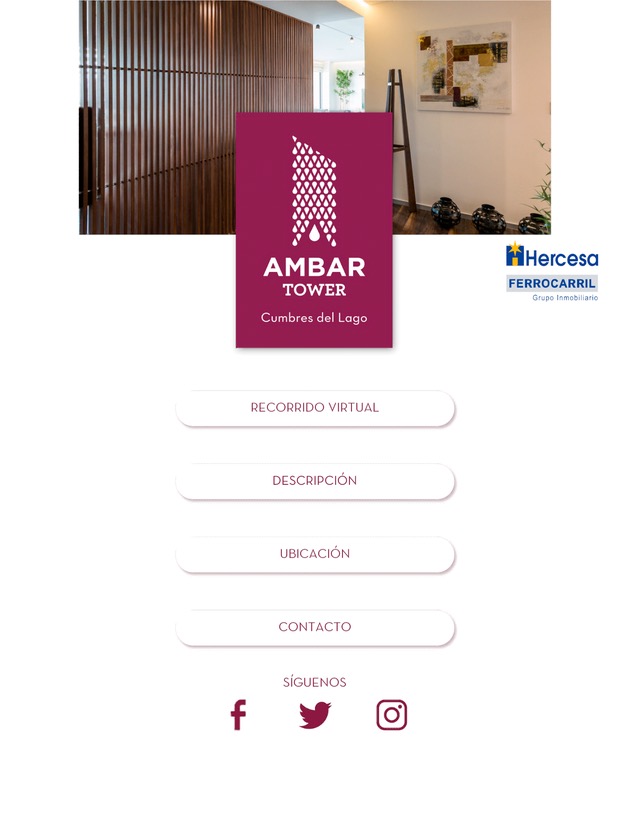 AMBAR
TOWER
Cumbres del Lago
Hercesa
FERROCARRIL
Grupo Inmobiliario
RECORRIDO VIRTUAL
DESCRIPCIÓN
UBICACIÓN
CONTACTO
SÍGUENOS